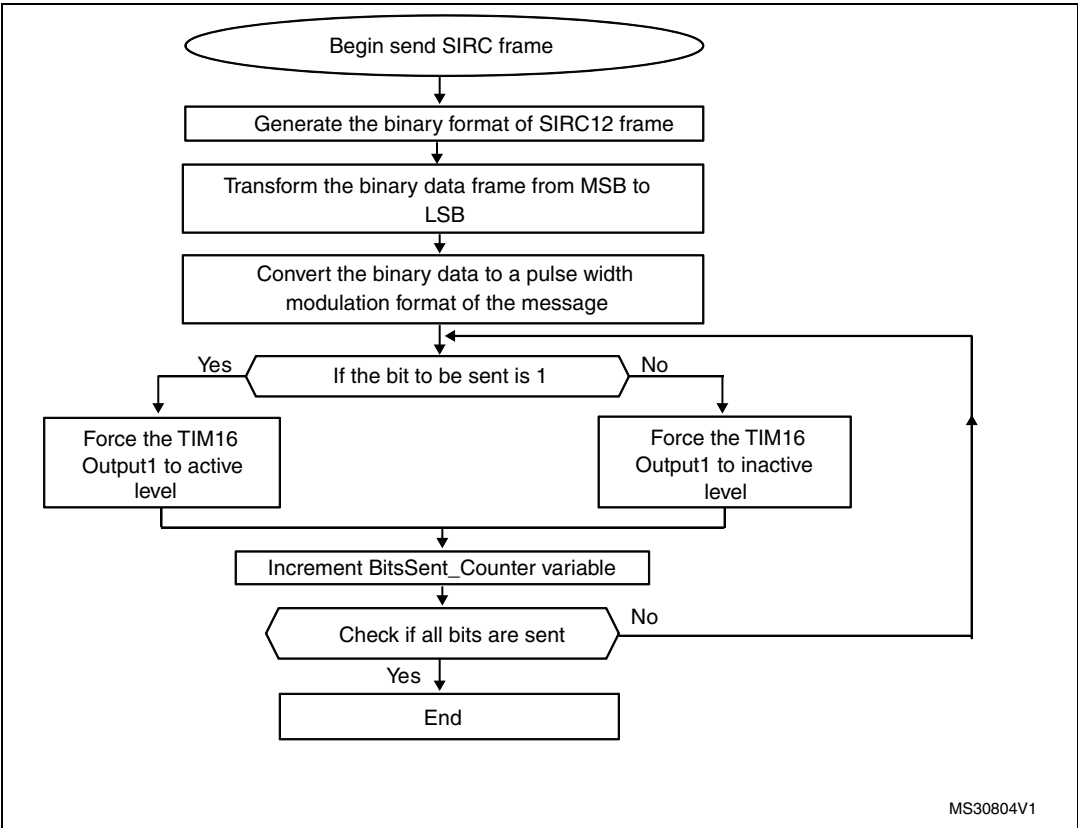 Begin send SIRC frame
Generate the binary format of SIRC12 frame
Transform the binary data frame from MSB to
LSB
Convert the binary data to a pulse width
modulation format of the message
Yes
If the bit to be sent is 1
No
Force the TIM16
Output1 to active
level
Force the TIM16
Output1 to inactive
level
Increment BitsSent_Counter variable
Check if all bits are sent
No
Yes
End
MS30804V1